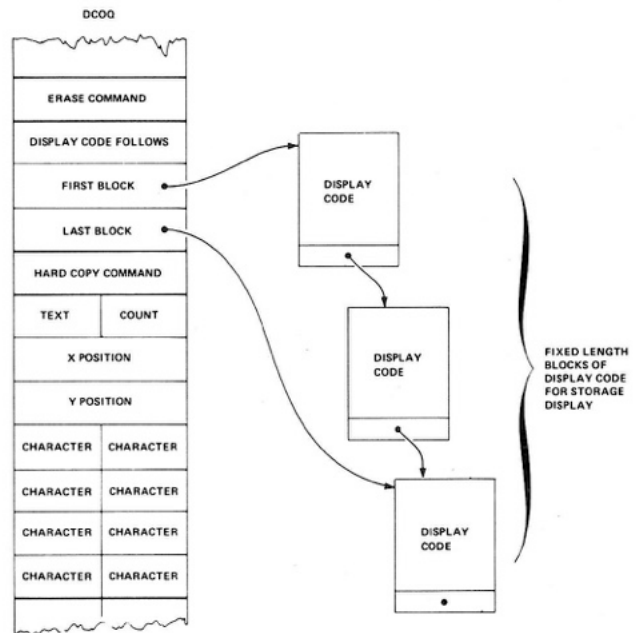 DCOQ
ERASE COMMAND
DISPLAY CODE FOLLOWS
FIRST BLOCK
LAST BLOCK
HARD COPY COMMAND
TEXT COUNT
X POSITION
Y POSITION
CHARACTER CHARACTER
CHARACTER CHARACTER
CHARACTER CHARACTER
CHARACTER CHARACTER
DISPLAY
CODE
DISPLAY
CODE
DISPLAY
CODE
FIXED LENGTH
BLOCKS OF
DISPLAY CODE
FOR STORAGE
DISPLAY